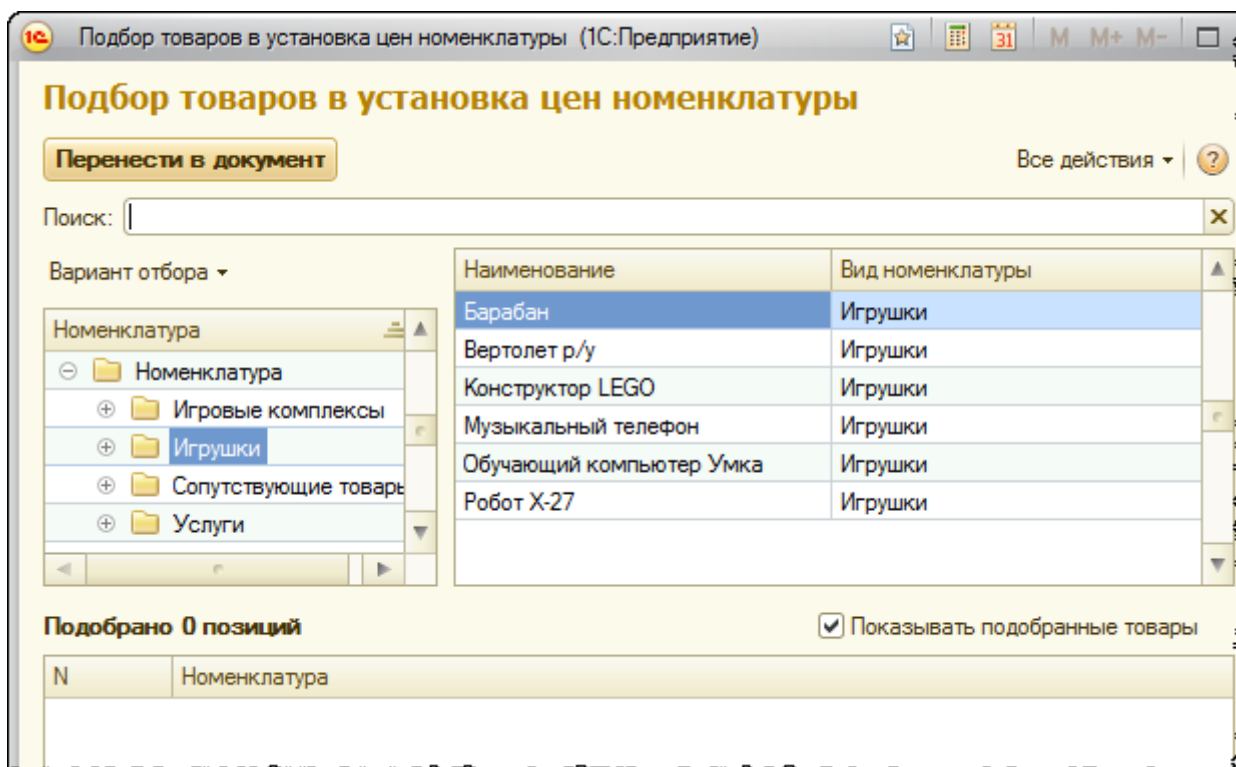 1С Подбор товаров в установка цен номенклатуры (1С:Предприятие) 31 M M+ M-
Подбор товаров в установка цен номенклатуры
Перенести в документ Все действия ?
Поиск:
Вариант отбора
Номенклатура
Номенклатура
Игровые комплексы
Игрушки
Сопутствующие товары
Услуги
Наименование Вид номенклатуры
Барабан Игрушки
Вертолет р/у Игрушки
Конструктор LEGO Игрушки
Музыкальный телефон Игрушки
Обучающий компьютер Умка Игрушки
Робот X-27 Игрушки
Подобрано 0 позиций Показывать подобранные товары
N Номенклатура